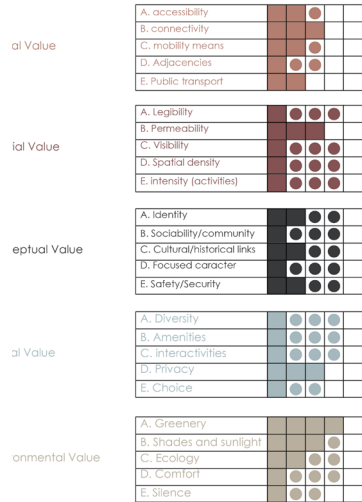 A. accessibility
B. connectivity
al Value
C. mobility means
D. Adjacencies
E. Public transport
A. Legibility
B. Permeability
ial Value
C. Visibility
D. Spatial density
E. intensity (activities)
A. Identity
B. Sociability/community
eptual Value
C. Cultural/historical links
D. Focused caracter
E. Safety/Security
A. Diversity
B. Amenities
al Value
C. interactivities
D. Privacy
E. Choice
A. Greenery
B. Shades and sunlight
onmental Value
C. Ecology
D. Comfort
E. Silence